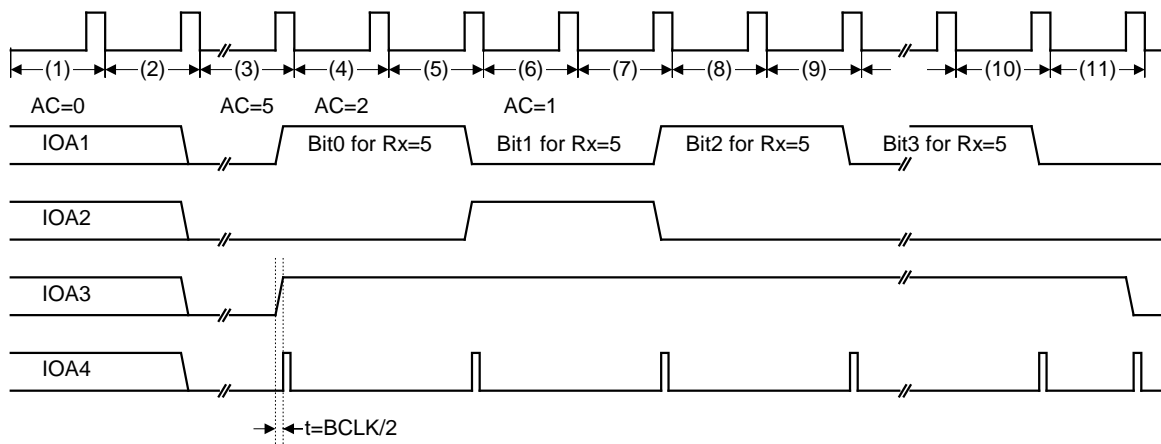 (1) (2) (3) (4) (5) (6) (7) (8) (9) (10) (11)
AC=0 AC=5 AC=2 AC=1
IOA1 Bit0 for Rx=5 Bit1 for Rx=5 Bit2 for Rx=5 Bit3 for Rx=5
IOA2
IOA3
IOA4
t=BCLK/2